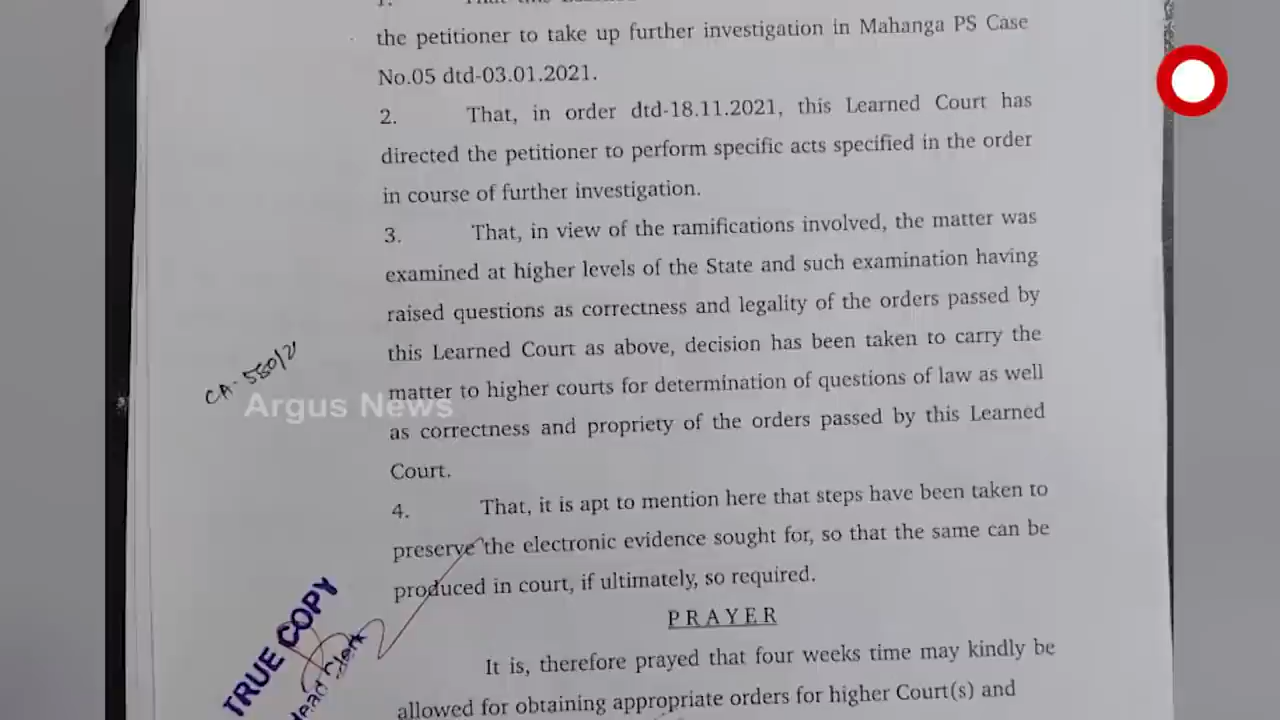 the petitioner to take up further investigation in Mahanga PS Case
No.05 dtd-03.01.2021.
2. That, in order dtd-18.11.2021, this Learned Court has
directed the petitioner to perform specific acts specified in the order
in course of further investigation.
3. That, in view of the ramifications involved, the matter was
examined at higher levels of the State and such examination having
raised questions as correctness and legality of the orders passed by
this Learned Court as above, decision has been taken to carry the
matter to higher courts for determination of questions of law as well
as correctness and propriety of the orders passed by this Learned
Court.
4. That, it is apt to mention here that steps have been taken to
preserve the electronic evidence sought for, so that the same can be
produced in court, if ultimately, so required.
PRAYER
It is, therefore prayed that four weeks time may kindly be
allowed for obtaining appropriate orders for higher Court(s) and
CA-550/21
Argus News
TRUE COPY
Head Clerk